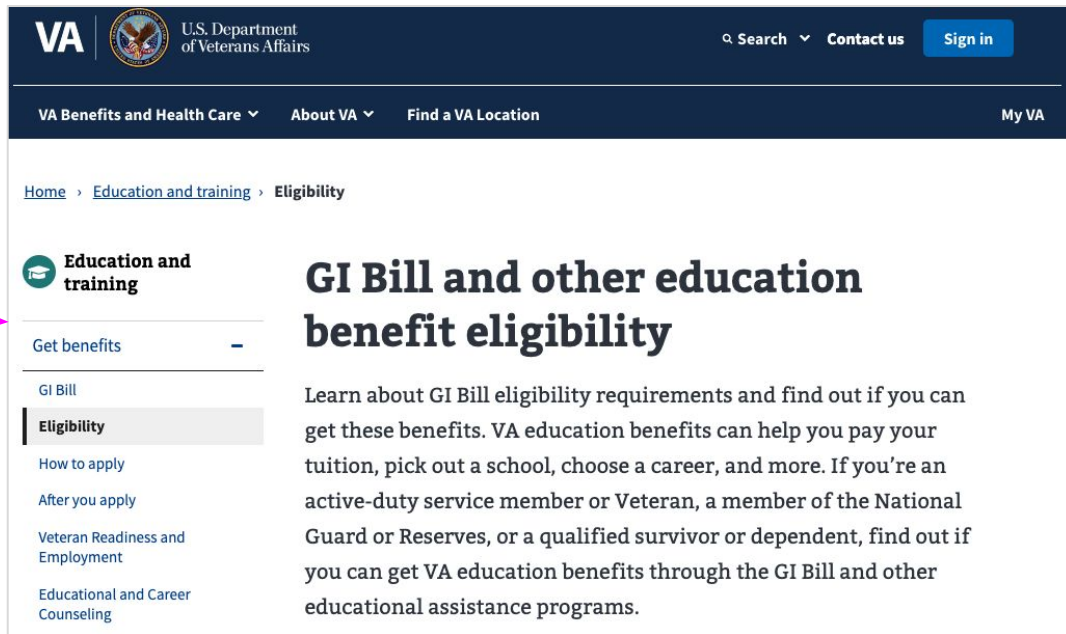 VA
U.S. Department
of Veterans Affairs
Search
Contact us
Sign in
VA Benefits and Health Care
About VA
Find a VA Location
My VA
Home › Education and training › Eligibility
Education and
training
Get benefits
GI Bill
Eligibility
How to apply
After you apply
Veteran Readiness and
Employment
Educational and Career
Counseling
GI Bill and other education
benefit eligibility
Learn about GI Bill eligibility requirements and find out if you can
get these benefits. VA education benefits can help you pay your
tuition, pick out a school, choose a career, and more. If you’re an
active-duty service member or Veteran, a member of the National
Guard or Reserves, or a qualified survivor or dependent, find out if
you can get VA education benefits through the GI Bill and other
educational assistance programs.